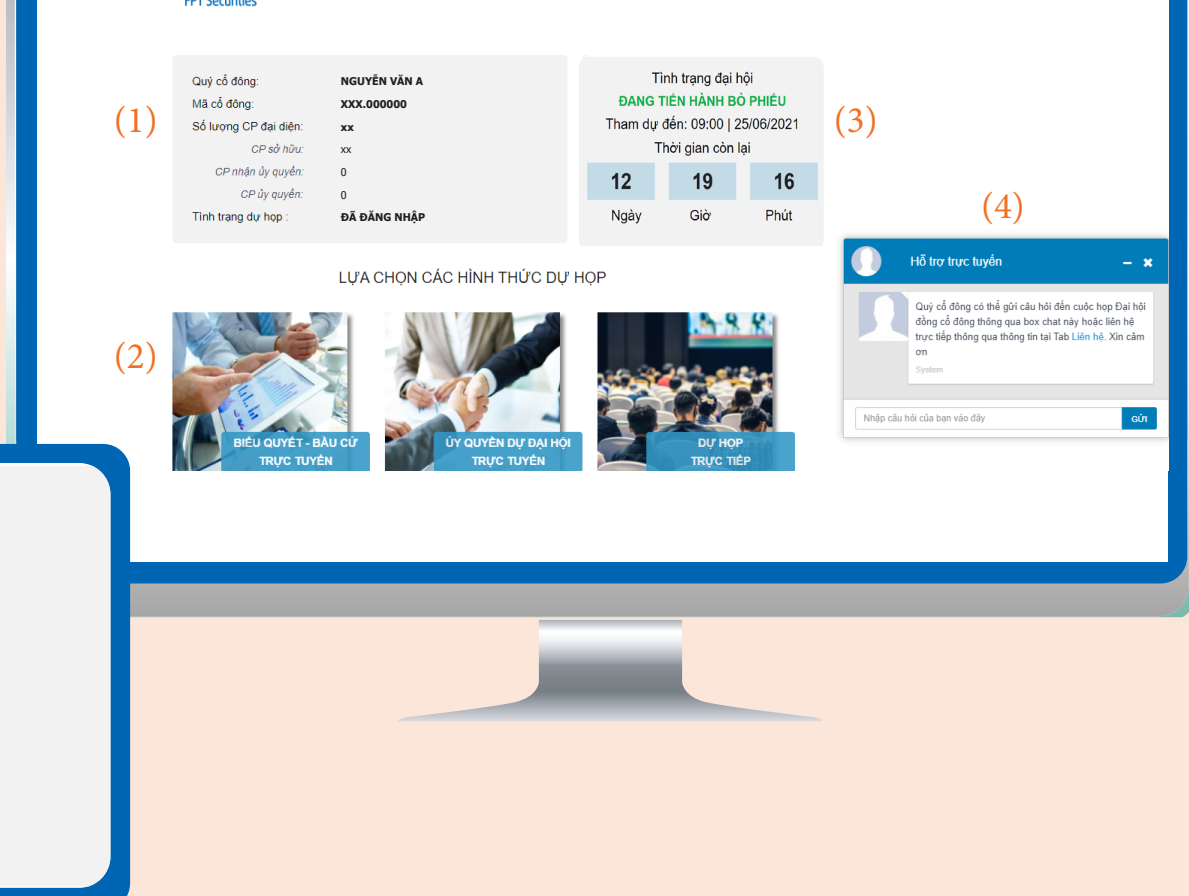 FPT Securities
(1)
Quý cổ đông: NGUYỄN VĂN A
Mã cổ đông: XXX.000000
Số lượng CP đại diện: xx
CP sở hữu: xx
CP nhận ủy quyền: 0
CP ủy quyền: 0
Tình trạng dự họp : ĐÃ ĐĂNG NHẬP
Tình trạng đại hội
ĐANG TIẾN HÀNH BỎ PHIẾU
Tham dự đến: 09:00 | 25/06/2021
Thời gian còn lại
12 19 16
Ngày Giờ Phút
(3)
(4)
Hỗ trợ trực tuyến
Quý cổ đông có thể gửi câu hỏi đến cuộc họp Đại hội
đồng cổ đông thông qua box chat này hoặc liên hệ
trực tiếp thông qua thông tin tại Tab Liên hệ. Xin cảm
ơn
System
Nhập câu hỏi của bạn vào đây GỬI
LỰA CHỌN CÁC HÌNH THỨC DỰ HỌP
(2)
BIỂU QUYẾT - BẦU CỬ
TRỰC TUYẾN
ỦY QUYỀN DỰ ĐẠI HỘI
TRỰC TUYẾN
DỰ HỌP
TRỰC TIẾP